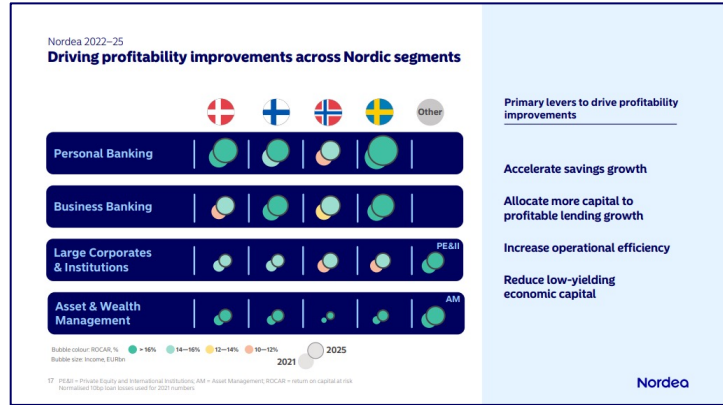 Nordea 2022–25
Driving profitability improvements across Nordic segments
Other
Personal Banking
Business Banking
Large Corporates
& Institutions
PE&II
Asset & Wealth
Management
AM
Bubble colour: ROCAR, %
> 16%
14—16%
12—14%
10—12%
Bubble size: Income, EURbn
2021
2025
17
PE&II = Private Equity and International Institutions, AM = Asset Management, ROCAR = return on capital at risk
Normalised 10bp loan losses used for 2021 numbers
Primary levers to drive profitability
improvements
Accelerate savings growth
Allocate more capital to
profitable lending growth
Increase operational efficiency
Reduce low-yielding
economic capital
Nordea